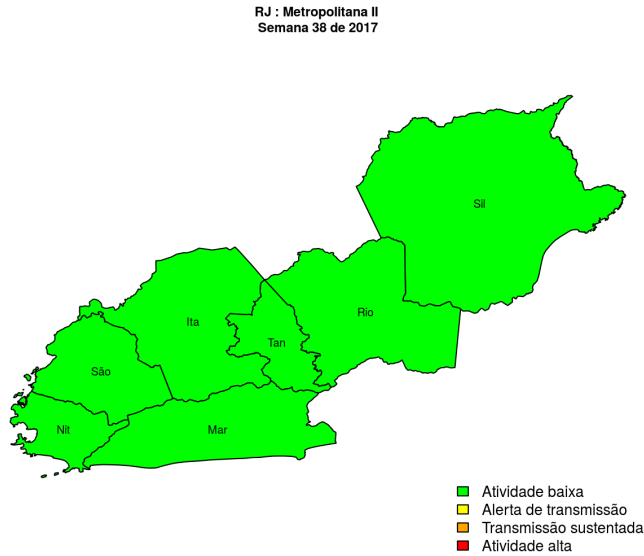 RJ : Metropolitana II
Semana 38 de 2017
Sil
Rio
Ita
Tan
São
Nit
Mar
Atividade baixa
Alerta de transmissão
Transmissão sustentada
Atividade alta